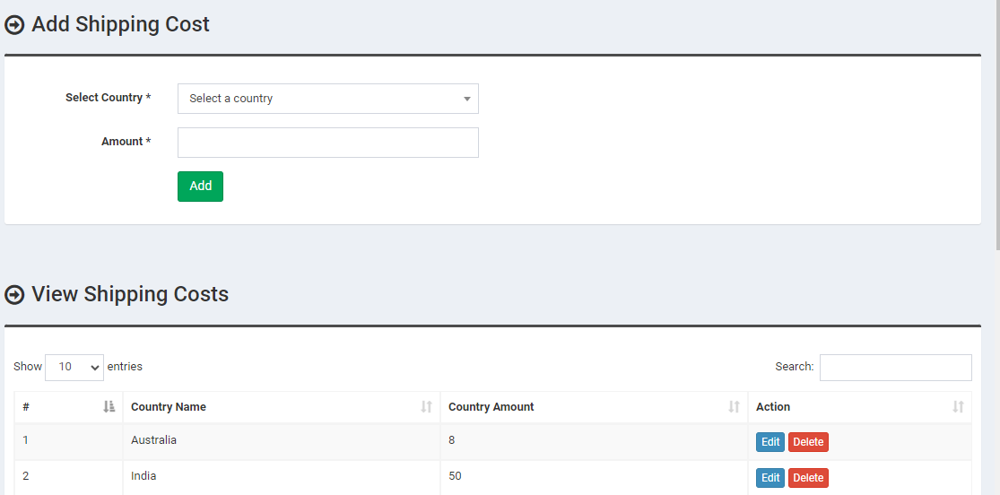 Add Shipping Cost
Select Country * Select a country
Amount *
Add
View Shipping Costs
Show 10 entries Search:
# Country Name Country Amount Action
1 Australia 8 Edit Delete
2 India 50 Edit Delete